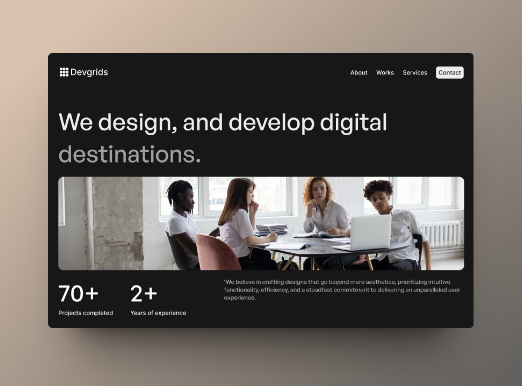 Devgrids
About Works Services Contact
We design, and develop digital
destinations.
70+
Projects completed
2+
Years of experience
"We believe in crafting designs that go beyond mere aesthetics, prioritizing intuitive
functionality, efficiency, and a steadfast commitment to delivering an unparalleled user
experience.